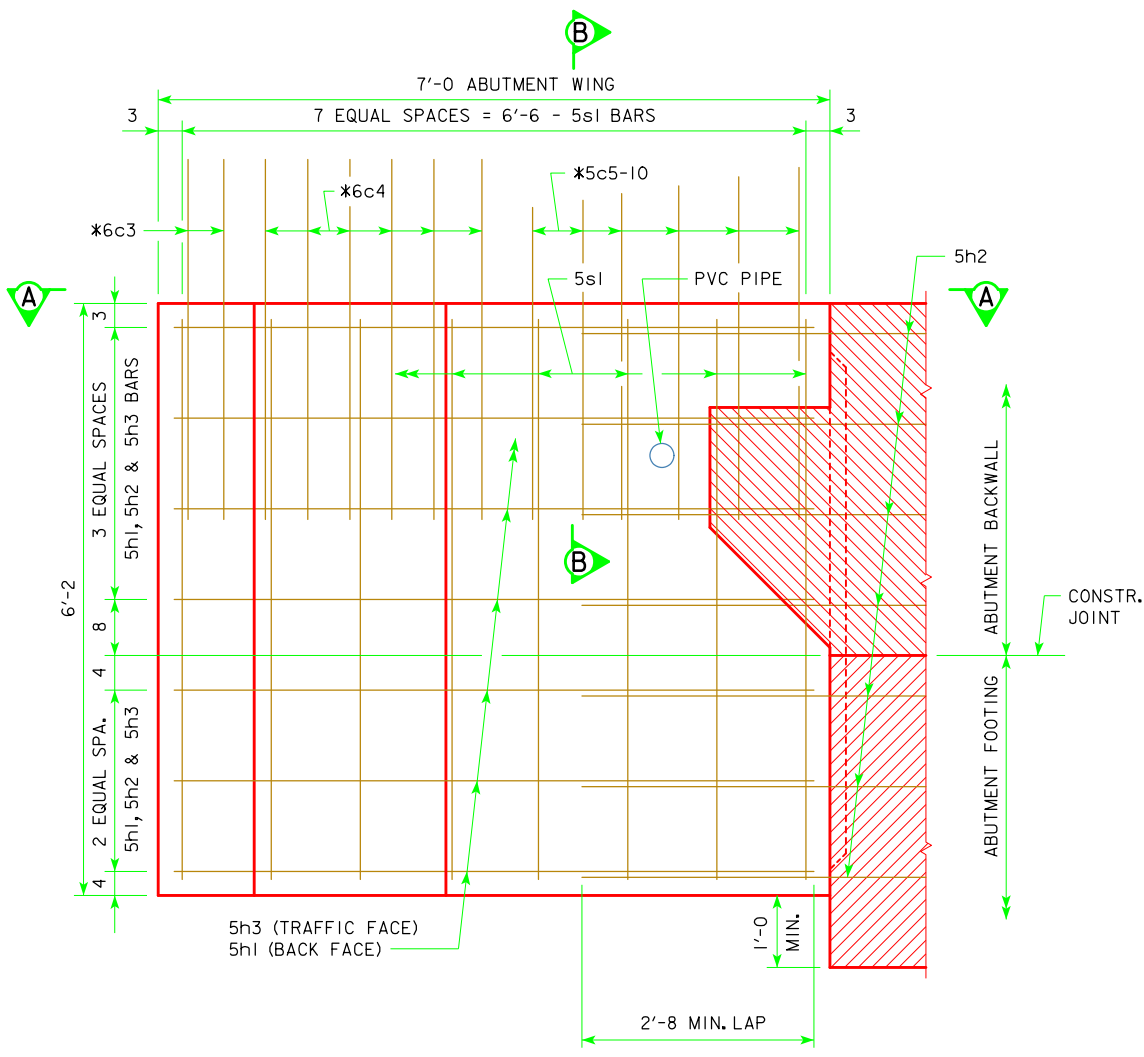 B
7'-0 ABUTMENT WING
3
7 EQUAL SPACES = 6'-6 - 5s1 BARS
3
*5c5-10
*6c4
*6c3
5h2
5s1
PVC PIPE
A
A
3
3 EQUAL SPACES
5h1, 5h2 & 5h3 BARS
6'-2
8
4
2 EQUAL SPA.
5h1, 5h2 & 5h3
4
B
ABUTMENT BACKWALL
CONSTR.
JOINT
ABUTMENT FOOTING
5h3 (TRAFFIC FACE)
5h1 (BACK FACE)
1'-0
MIN.
2'-8 MIN. LAP